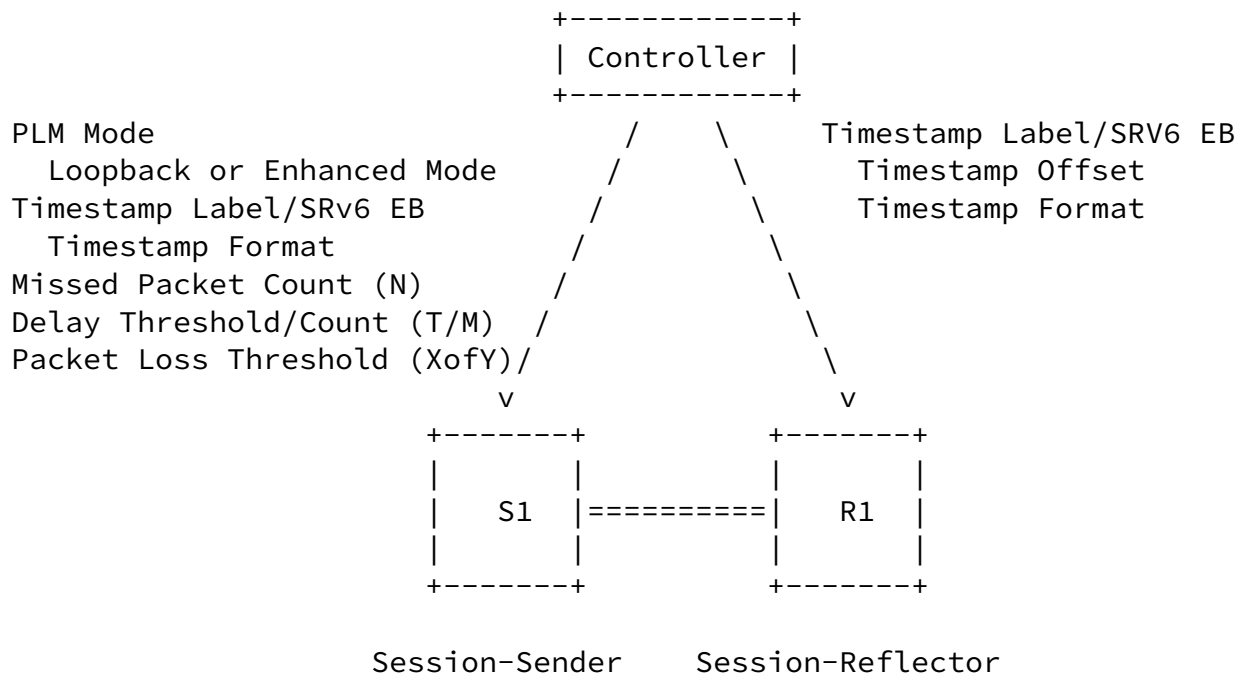 Controller
PLM Mode
Timestamp Label/SRV6 EB
Loopback or Enhanced Mode
Timestamp Offset
Timestamp Label/SRv6 EB
Timestamp Format
Timestamp Format
Missed Packet Count (N)
Delay Threshold/Count (T/M)
Packet Loss Threshold (XofY)
S1
R1
Session-Sender
Session-Reflector